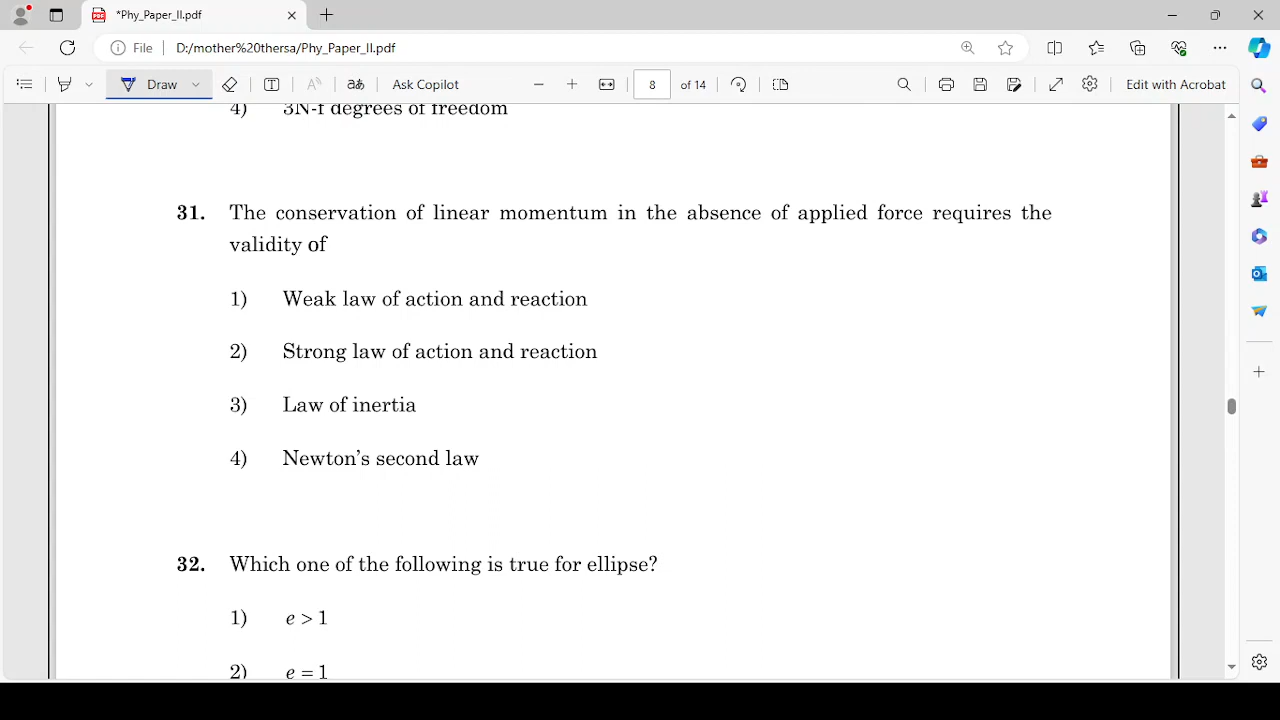 *Phy_Paper_II.pdf
File D:/mother%20thersa/Phy_Paper_II.pdf
Draw Ask Copilot 8 of 14 Edit with Acrobat
4) 3N-f degrees of freedom
31. The conservation of linear momentum in the absence of applied force requires the
validity of
1) Weak law of action and reaction
2) Strong law of action and reaction
3) Law of inertia
4) Newton’s second law
32. Which one of the following is true for ellipse?
1) e > 1
2) e = 1